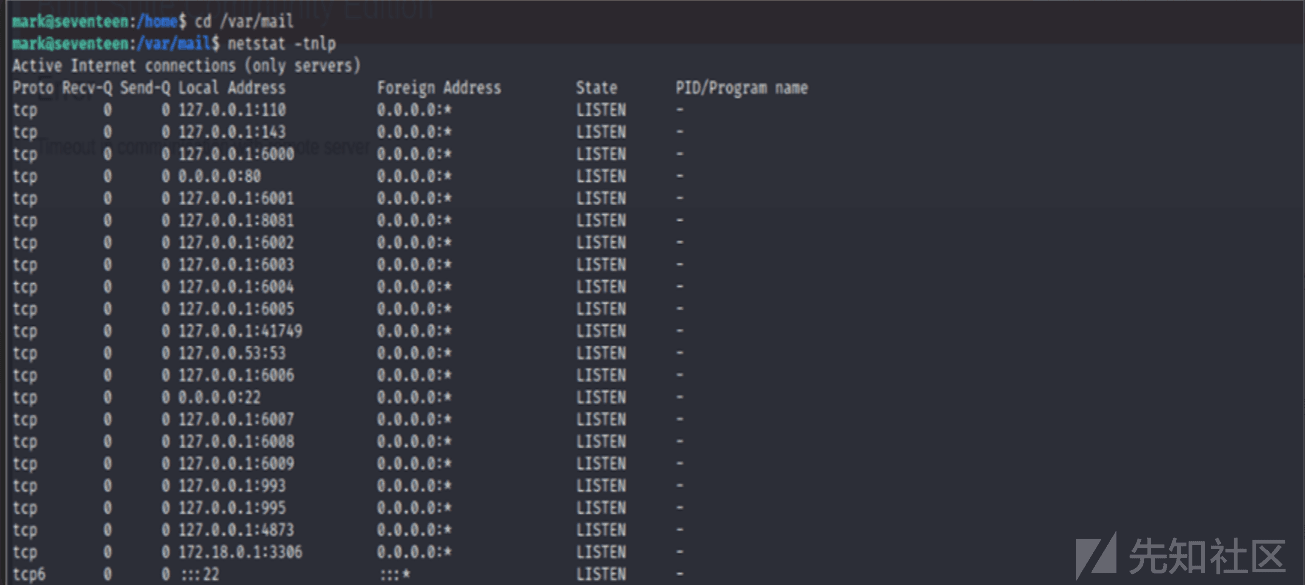 mark@seventeen:/home$ cd /var/mail
mark@seventeen:/var/mail$ netstat -tnlp
Active Internet connections (only servers)
Proto Recv-Q Send-Q Local Address Foreign Address State PID/Program name
tcp 0 0 127.0.0.1:110 0.0.0.0:* LISTEN -
tcp 0 0 127.0.0.1:143 0.0.0.0:* LISTEN -
tcp 0 0 127.0.0.1:6000 0.0.0.0:* LISTEN -
tcp 0 0 0.0.0.0:80 0.0.0.0:* LISTEN -
tcp 0 0 127.0.0.1:6001 0.0.0.0:* LISTEN -
tcp 0 0 127.0.0.1:8081 0.0.0.0:* LISTEN -
tcp 0 0 127.0.0.1:6002 0.0.0.0:* LISTEN -
tcp 0 0 127.0.0.1:6003 0.0.0.0:* LISTEN -
tcp 0 0 127.0.0.1:6004 0.0.0.0:* LISTEN -
tcp 0 0 127.0.0.1:6005 0.0.0.0:* LISTEN -
tcp 0 0 127.0.0.1:41749 0.0.0.0:* LISTEN -
tcp 0 0 127.0.0.53:53 0.0.0.0:* LISTEN -
tcp 0 0 127.0.0.1:6006 0.0.0.0:* LISTEN -
tcp 0 0 0.0.0.0:22 0.0.0.0:* LISTEN -
tcp 0 0 127.0.0.1:6007 0.0.0.0:* LISTEN -
tcp 0 0 127.0.0.1:6008 0.0.0.0:* LISTEN -
tcp 0 0 127.0.0.1:6009 0.0.0.0:* LISTEN -
tcp 0 0 127.0.0.1:993 0.0.0.0:* LISTEN -
tcp 0 0 127.0.0.1:995 0.0.0.0:* LISTEN -
tcp 0 0 127.0.0.1:4873 0.0.0.0:* LISTEN -
tcp 0 0 172.18.0.1:3306 0.0.0.0:* LISTEN -
tcp6 0 0 :::22 :::* LISTEN -
先知社区